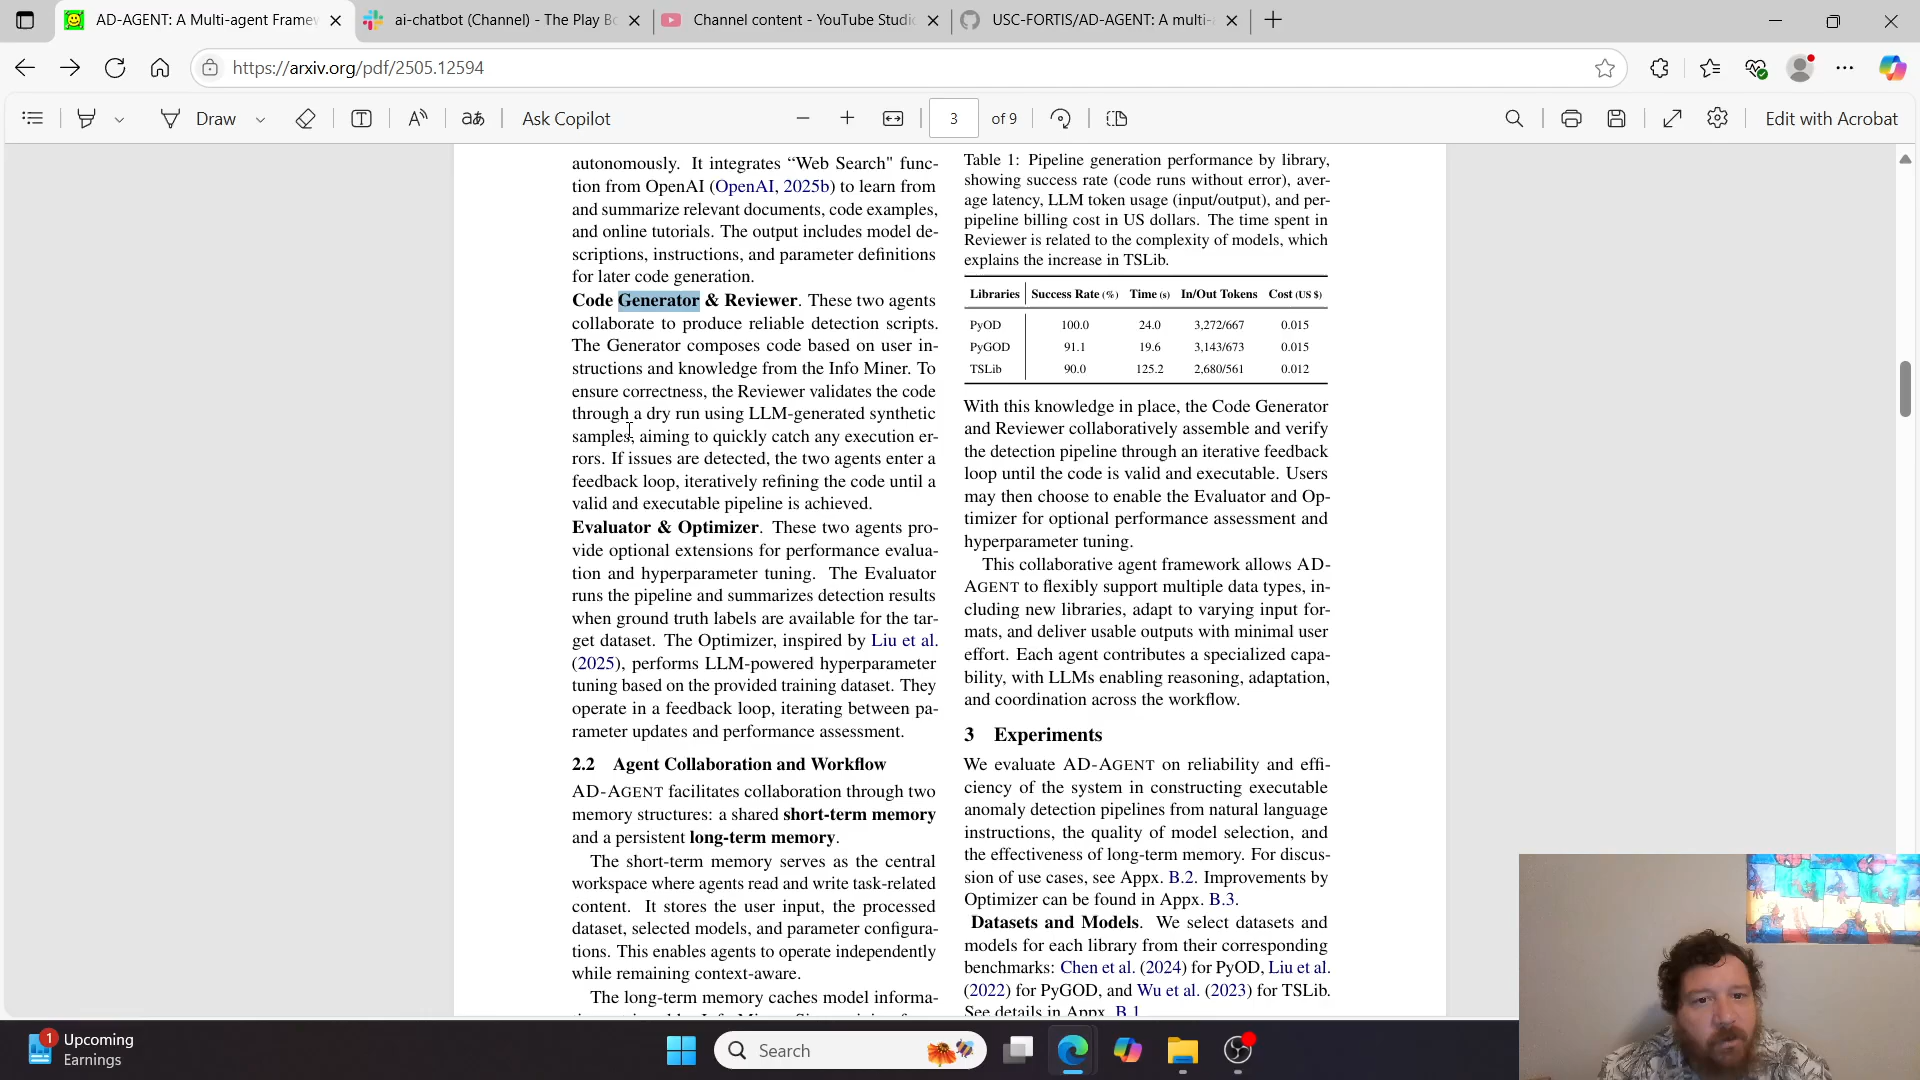 AD-AGENT: A Multi-agent Framew
ai-chatbot (Channel) - The Play Bo
Channel content - YouTube Studio
USC-FORTIS/AD-AGENT: A multi-
https://arxiv.org/pdf/2505.12594
Draw
Ask Copilot
3
of 9
Edit with Acrobat
autonomously. It integrates “Web Search" func-
tion from OpenAI (OpenAI, 2025b) to learn from
and summarize relevant documents, code examples,
and online tutorials. The output includes model de-
scriptions, instructions, and parameter definitions
for later code generation.
Code Generator & Reviewer. These two agents
collaborate to produce reliable detection scripts.
The Generator composes code based on user in-
structions and knowledge from the Info Miner. To
ensure correctness, the Reviewer validates the code
through a dry run using LLM-generated synthetic
samples, aiming to quickly catch any execution er-
rors. If issues are detected, the two agents enter a
feedback loop, iteratively refining the code until a
valid and executable pipeline is achieved.
Evaluator & Optimizer. These two agents pro-
vide optional extensions for performance evalua-
tion and hyperparameter tuning. The Evaluator
runs the pipeline and summarizes detection results
when ground truth labels are available for the tar-
get dataset. The Optimizer, inspired by Liu et al.
(2025), performs LLM-powered hyperparameter
tuning based on the provided training dataset. They
operate in a feedback loop, iterating between pa-
rameter updates and performance assessment.
2.2 Agent Collaboration and Workflow
AD-AGENT facilitates collaboration through two
memory structures: a shared short-term memory
and a persistent long-term memory.
The short-term memory serves as the central
workspace where agents read and write task-related
content. It stores the user input, the processed
dataset, selected models, and parameter configura-
tions. This enables agents to operate independently
while remaining context-aware.
The long-term memory caches model informa-
Table 1: Pipeline generation performance by library,
showing success rate (code runs without error), aver-
age latency, LLM token usage (input/output), and per-
pipeline billing cost in US dollars. The time spent in
Reviewer is related to the complexity of models, which
explains the increase in TSLib.
Libraries Success Rate (%) Time (s) In/Out Tokens Cost (US $)
PyOD 100.0 24.0 3,272/667 0.015
PyGOD 91.1 19.6 3,143/673 0.015
TSLib 90.0 125.2 2,680/561 0.012
With this knowledge in place, the Code Generator
and Reviewer collaboratively assemble and verify
the detection pipeline through an iterative feedback
loop until the code is valid and executable. Users
may then choose to enable the Evaluator and Op-
timizer for optional performance assessment and
hyperparameter tuning.
This collaborative agent framework allows AD-
AGENT to flexibly support multiple data types, in-
cluding new libraries, adapt to varying input for-
mats, and deliver usable outputs with minimal user
effort. Each agent contributes a specialized capa-
bility, with LLMs enabling reasoning, adaptation,
and coordination across the workflow.
3 Experiments
We evaluate AD-AGENT on reliability and effi-
ciency of the system in constructing executable
anomaly detection pipelines from natural language
instructions, the quality of model selection, and
the effectiveness of long-term memory. For discus-
sion of use cases, see Appx. B.2. Improvements by
Optimizer can be found in Appx. B.3.
Datasets and Models. We select datasets and
models for each library from their corresponding
benchmarks: Chen et al. (2024) for PyOD, Liu et al.
(2022) for PyGOD, and Wu et al. (2023) for TSLib.
See details in Appx. B.1
1
Upcoming
Earnings
Search